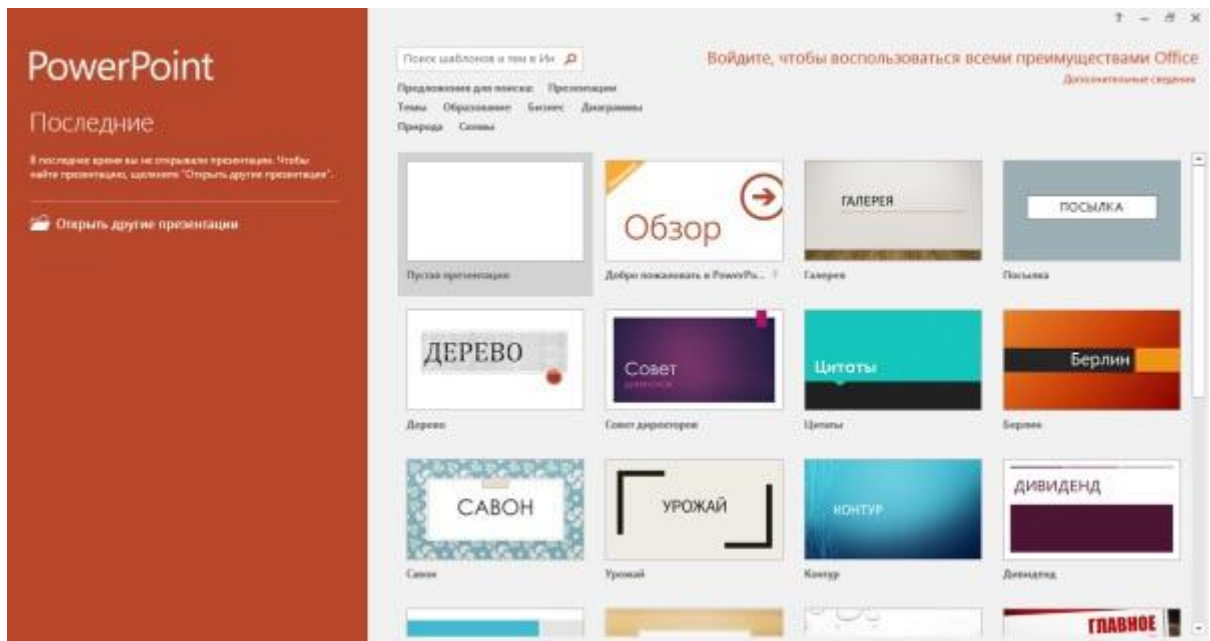 PowerPoint
Последние
В последнее время вы не открывали презентации. Чтобы
найти презентацию, щелкните "Открыть другие презентации".
Открыть другие презентации
Поиск шаблонов и тем в Ин
Войдите, чтобы воспользоваться всеми преимуществами Office
Дополнительные сведения
Предложения для поиска: Презентации
Темы Образование Бизнес Диаграммы
Природа Схемы
Обзор
ГАЛЕРЕЯ
ПОСЫЛКА
Пустая презентация
Добро пожаловать в PowerPo...
Галерея
Посылка
ДЕРЕВО
Совет
директоров
Цитаты
Берлин
Дерево
Совет директоров
Цитаты
Берлин
САВОН
УРОЖАЙ
КОНТУР
ДИВИДЕНД
Савон
Урожай
Контур
Дивиденд
ГЛАВНОЕ